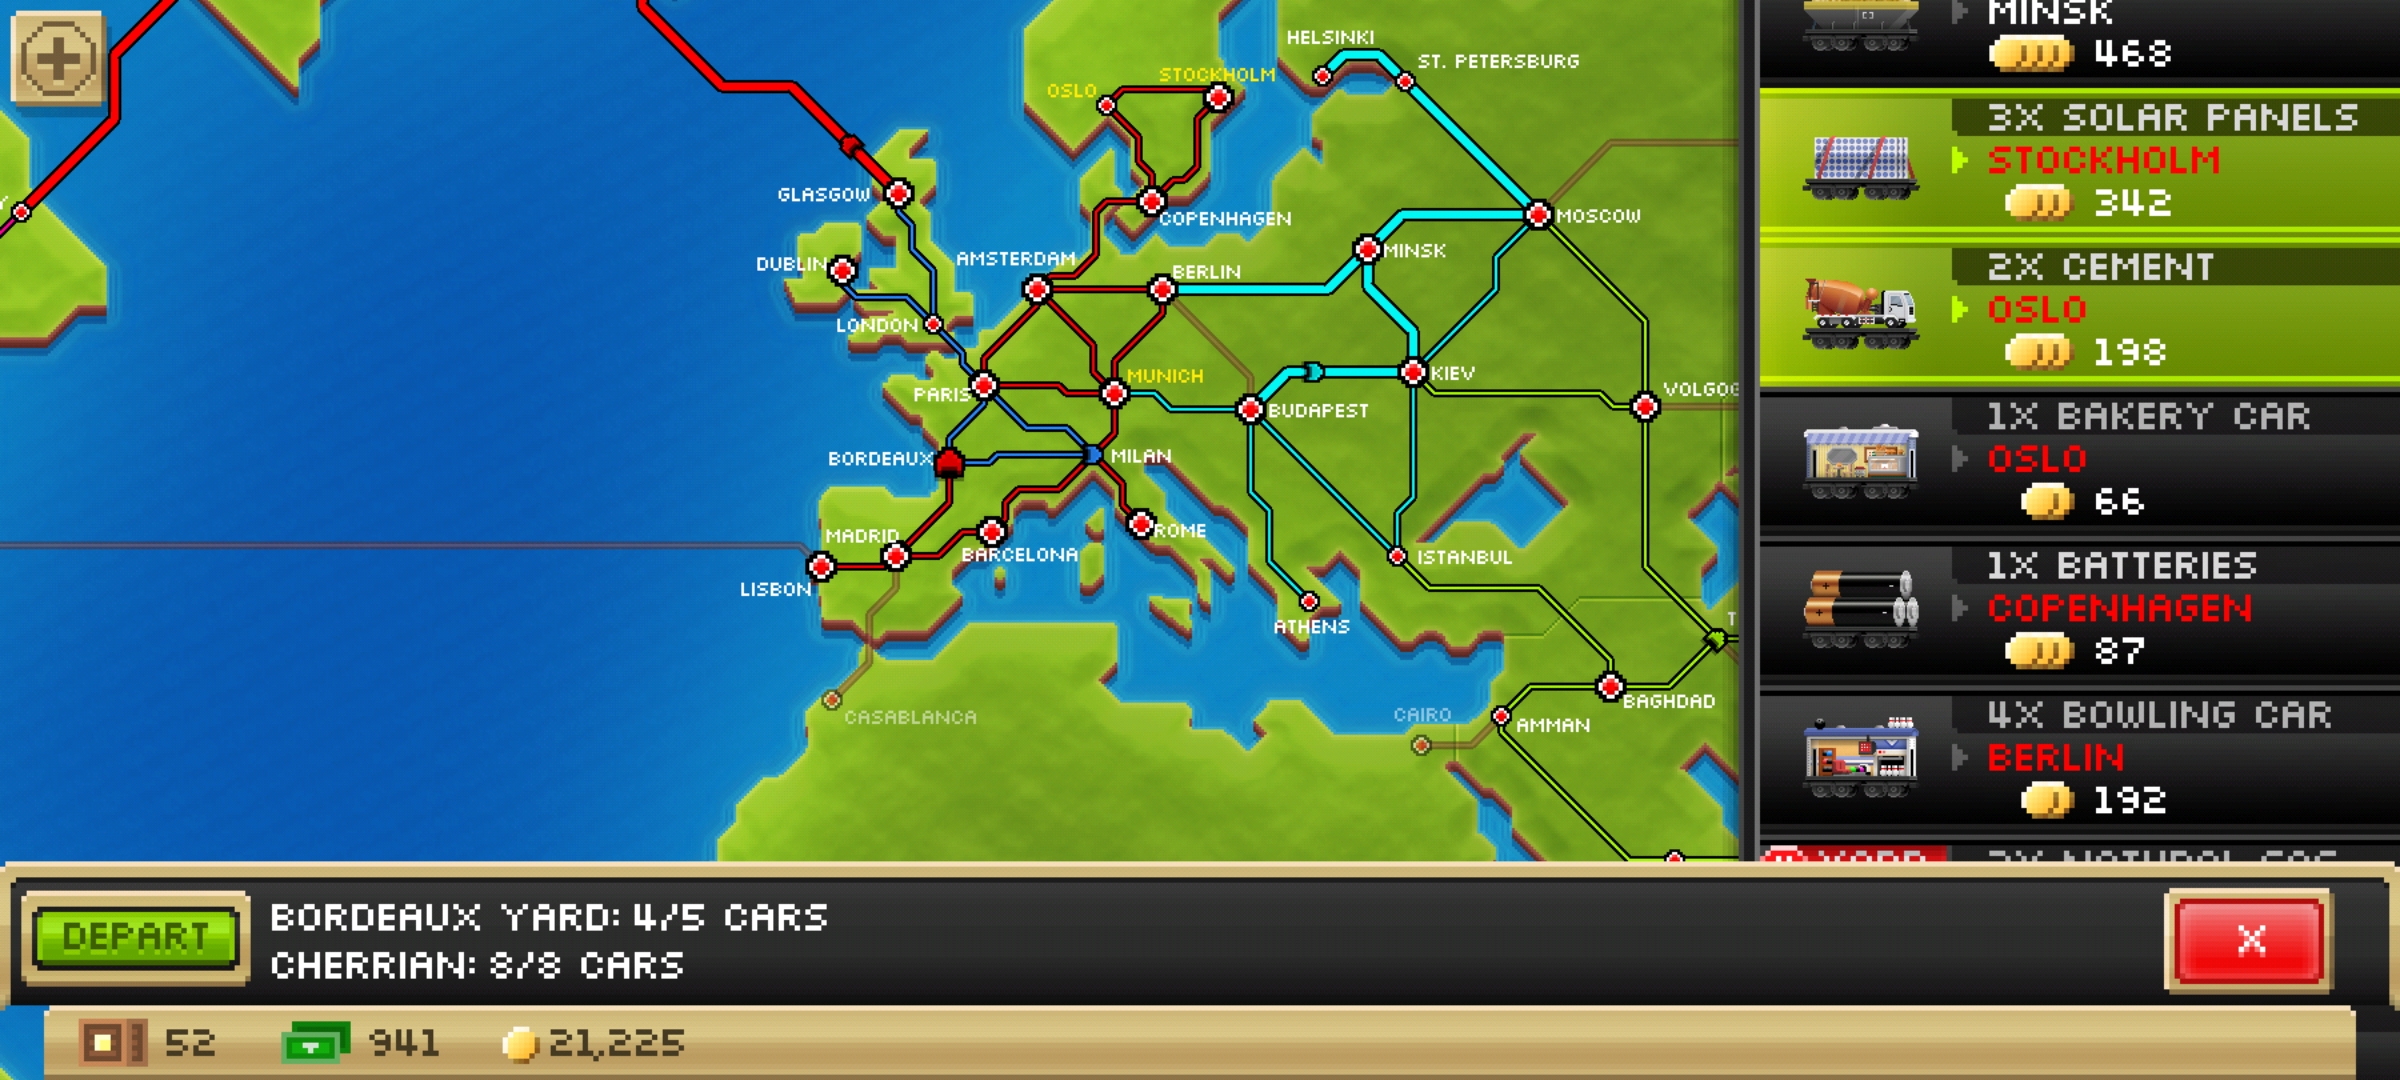 HELSINKI
ST. PETERSBURG
STOCKHOLM
OSLO
GLASGOW
COPENHAGEN
MOSCOW
DUBLIN
AMSTERDAM
BERLIN
MINSK
LONDON
MUNICH
KIEV
PARIS
BUDAPEST
BORDEAUX
MILAN
MADRID
ROME
BARCELONA
ISTANBUL
LISBON
ATHENS
BAGHDAD
CASABLANCA
CAIRO
AMMAN
MINSK
468
3X SOLAR PANELS
STOCKHOLM
342
2X CEMENT
OSLO
198
1X BAKERY CAR
OSLO
66
1X BATTERIES
COPENHAGEN
87
4X BOWLING CAR
BERLIN
192
DEPART
BORDEAUX YARD: 4/5 CARS
CHERRIAN: 8/8 CARS
X
52
941
21,225